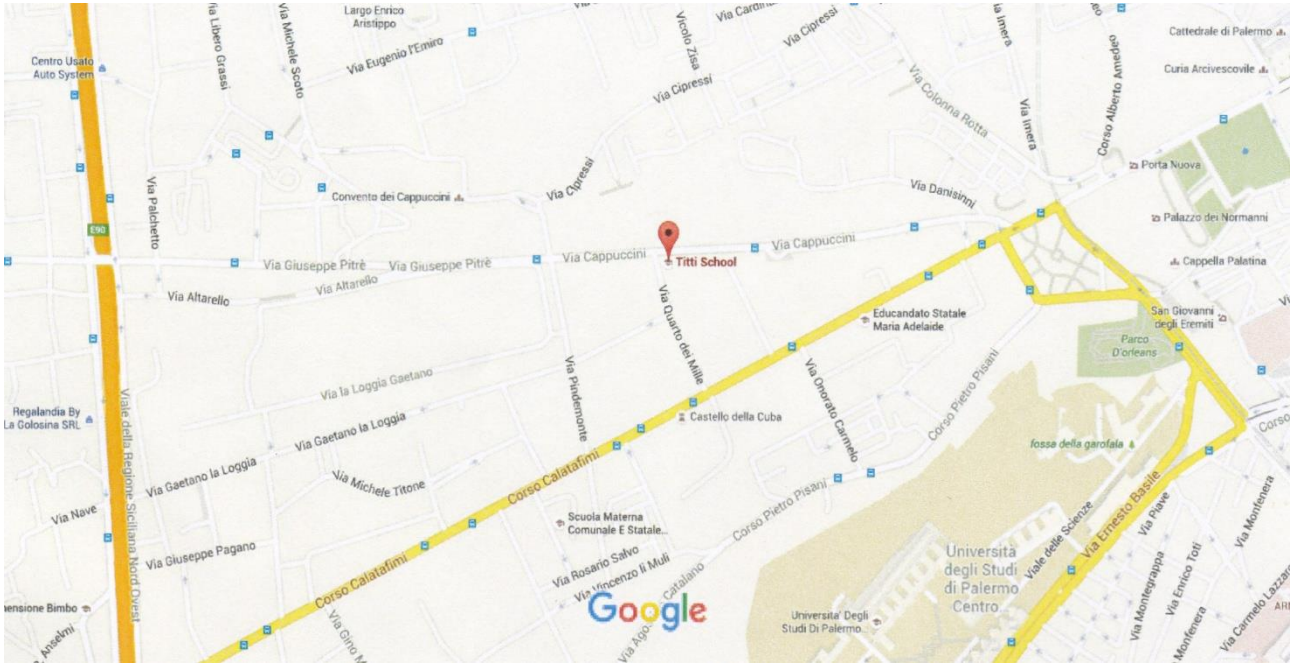 Largo Enrico
Aristippo
Via Libero Grassi
Via Michele Scoto
Via Eugenio l'Emiro
Vicolo Zisa
Via Cipressi
Via Cipressi
Via Cipressi
Via Imera
Via Imera
Via Colonna Rotta
Corso Alberto Amedeo
Cattedrale di Palermo
Curia Arcivescovile
Centro Usato
Auto System
Porta Nuova
Palazzo dei Normanni
Cappella Palatina
San Giovanni
degli Eremiti
Via Danisinni
Convento dei Cappuccini
Via Palchetto
E90
Via Giuseppe Pitrè
Via Giuseppe Pitrè
Via Cappuccini
Via Cappuccini
Titti School
Via Altarello
Via Altarello
Via Quarto dei Mille
Educandato Statale
Maria Adelaide
Parco
D'orleans
Via la Loggia Gaetano
Via Pindemonte
Via Onorato Carmelo
Corso Pietro Pisani
Regalandia By
La Golosina SRL
Viale della Regione Siciliana Nord Ovest
Via Gaetano la Loggia
Via Gaetano la Loggia
Castello della Cuba
fossa della garofala
Corso
Via Michele Titone
Corso Calatafimi
Corso Pietro Pisani
Via Nave
Scuola Materna
Comunale E Statale...
Via Ernesto Basile
Viale delle Scienze
Via Piave
Via Monfenera
Via Giuseppe Pagano
Via Rosario Salvo
Via Vincenzo li Muli
Università
degli Studi
di Palermo
Centro...
Corso Calatafimi
Via Enrico Toti
Via Montegrappa
Via Carmelo Lazzaro
Google
Universita' Degli
Studi Di Palermo...
Via Gino M
Catalano
Anselmi